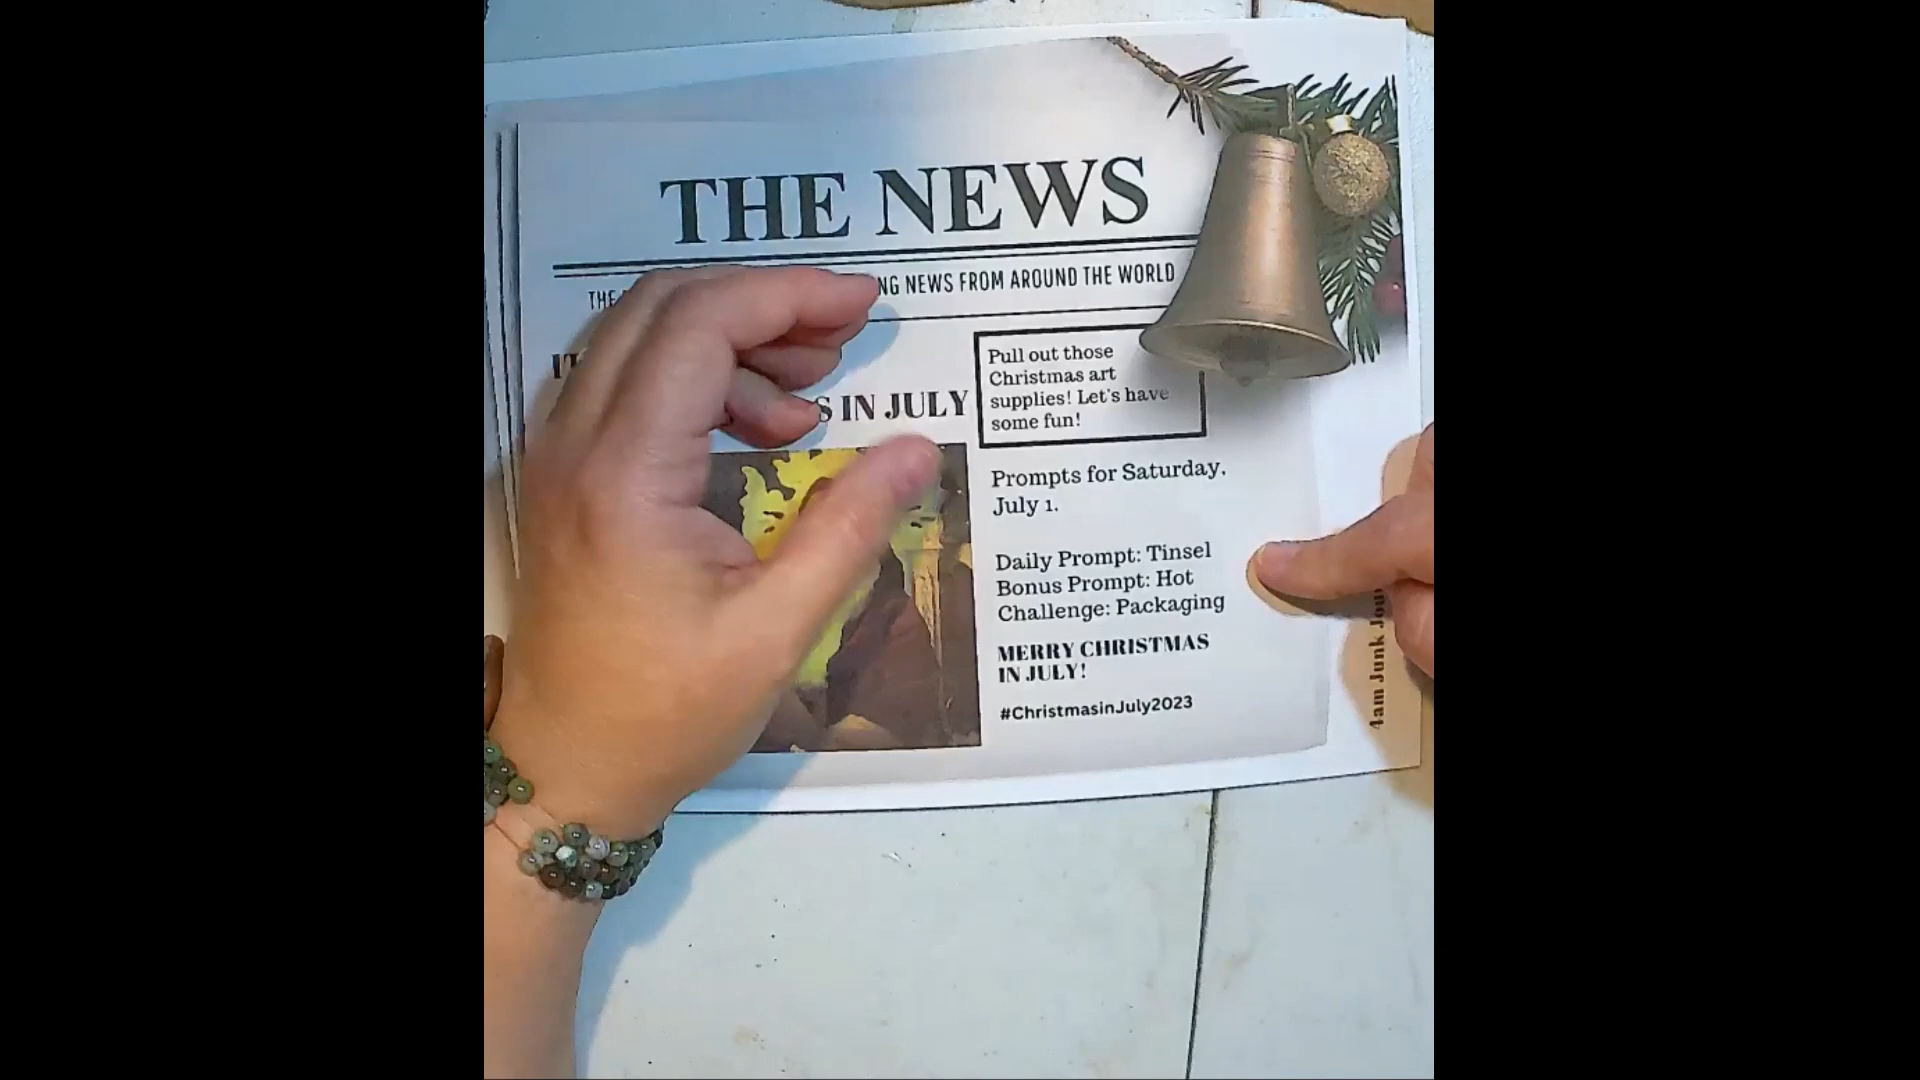 THE NEWS
THE
NG NEWS FROM AROUND THE WORLD
S IN JULY
Pull out those
Christmas art
supplies! Let's have
some fun!
Prompts for Saturday.
July 1.
Daily Prompt: Tinsel
Bonus Prompt: Hot
Challenge: Packaging
MERRY CHRISTMAS
IN JULY!
#ChristmasinJuly2023
4am Junk